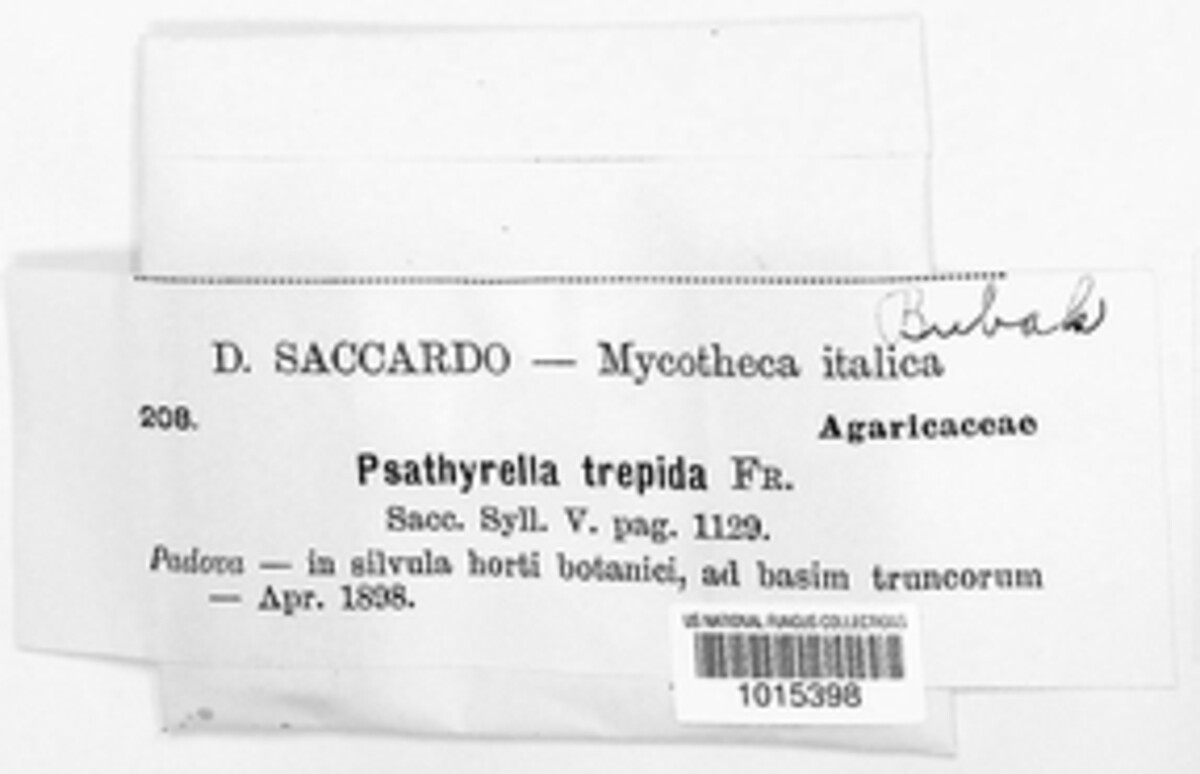 Bubak
D. SACCARDO — Mycotheca italica
208.
Agaricaceae
Psathyrella trepida FR.
Sacc. Syll. V. pag. 1129.
Padova — in silvula horti botanici, ad basim truncorum
— Apr. 1898.
US NATIONAL FUNGUS COLLECTIONS
1015398